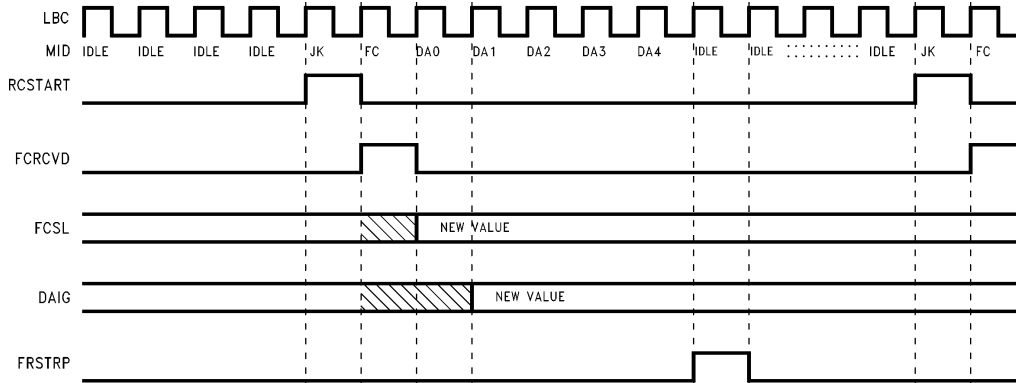 LBC
MID IDLE IDLE IDLE IDLE JK FC DA0 DA1 DA2 DA3 DA4 IDLE IDLE IDLE JK FC
RCSTART
FCRCVD
FCSL NEW VALUE
DAIG NEW VALUE
FRSTRP